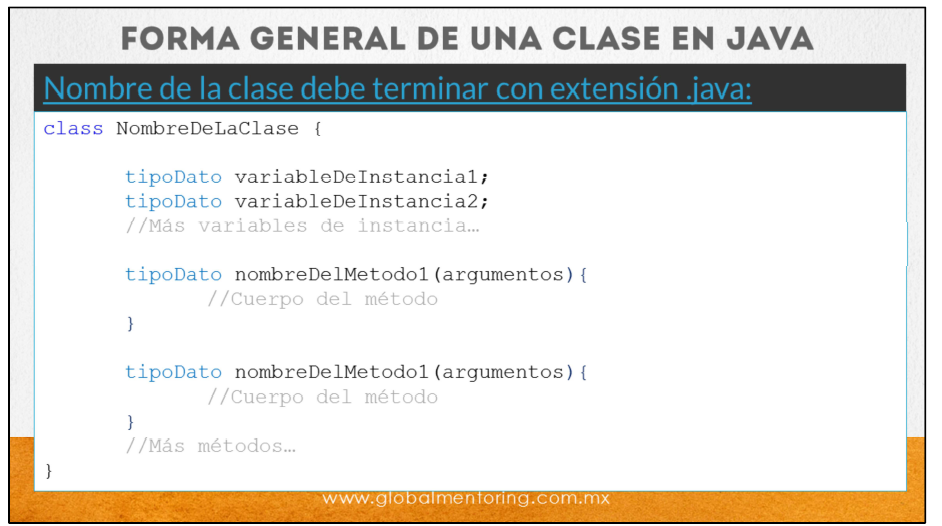 FORMA GENERAL DE UNA CLASE EN JAVA
Nombre de la clase debe terminar con extensión .java:
class NombreDeLaClase {
tipoDato variableDeInstancia1;
tipoDato variableDeInstancia2;
//Más variables de instancia…
tipoDato nombreDelMetodo1(argumentos){
//Cuerpo del método
}
tipoDato nombreDelMetodo1(argumentos){
//Cuerpo del método
}
//Más métodos…
}
www.globalmentoring.com.mx